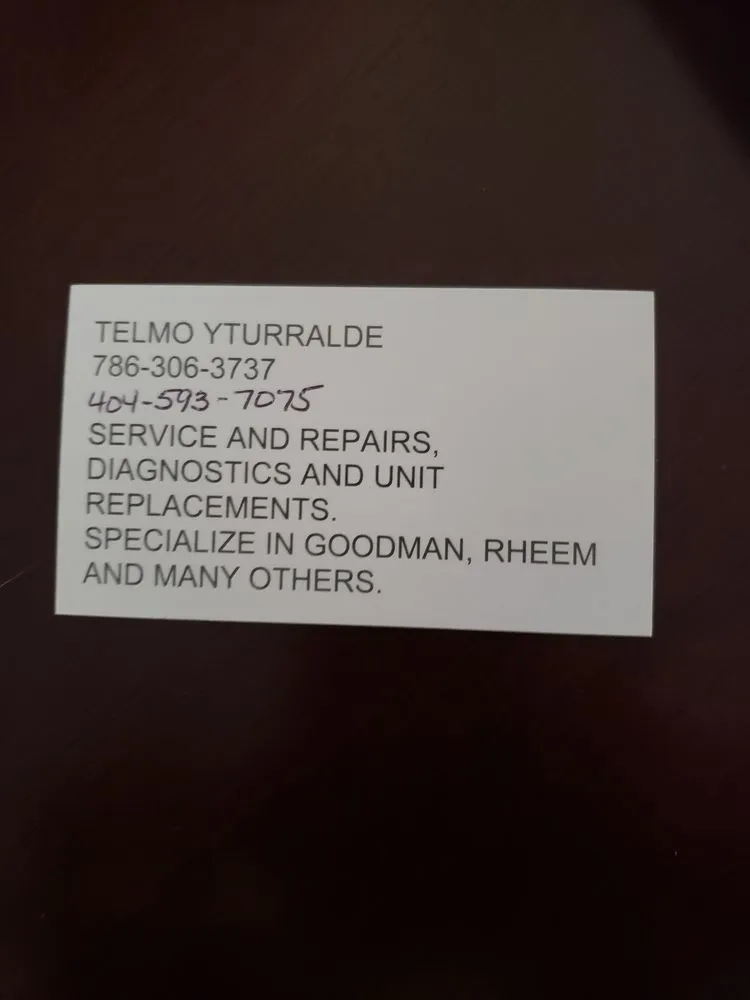 TELMO YTURRALDE
786-306-3737
404-593-7075
SERVICE AND REPAIRS,
DIAGNOSTICS AND UNIT
REPLACEMENTS.
SPECIALIZE IN GOODMAN, RHEEM
AND MANY OTHERS.